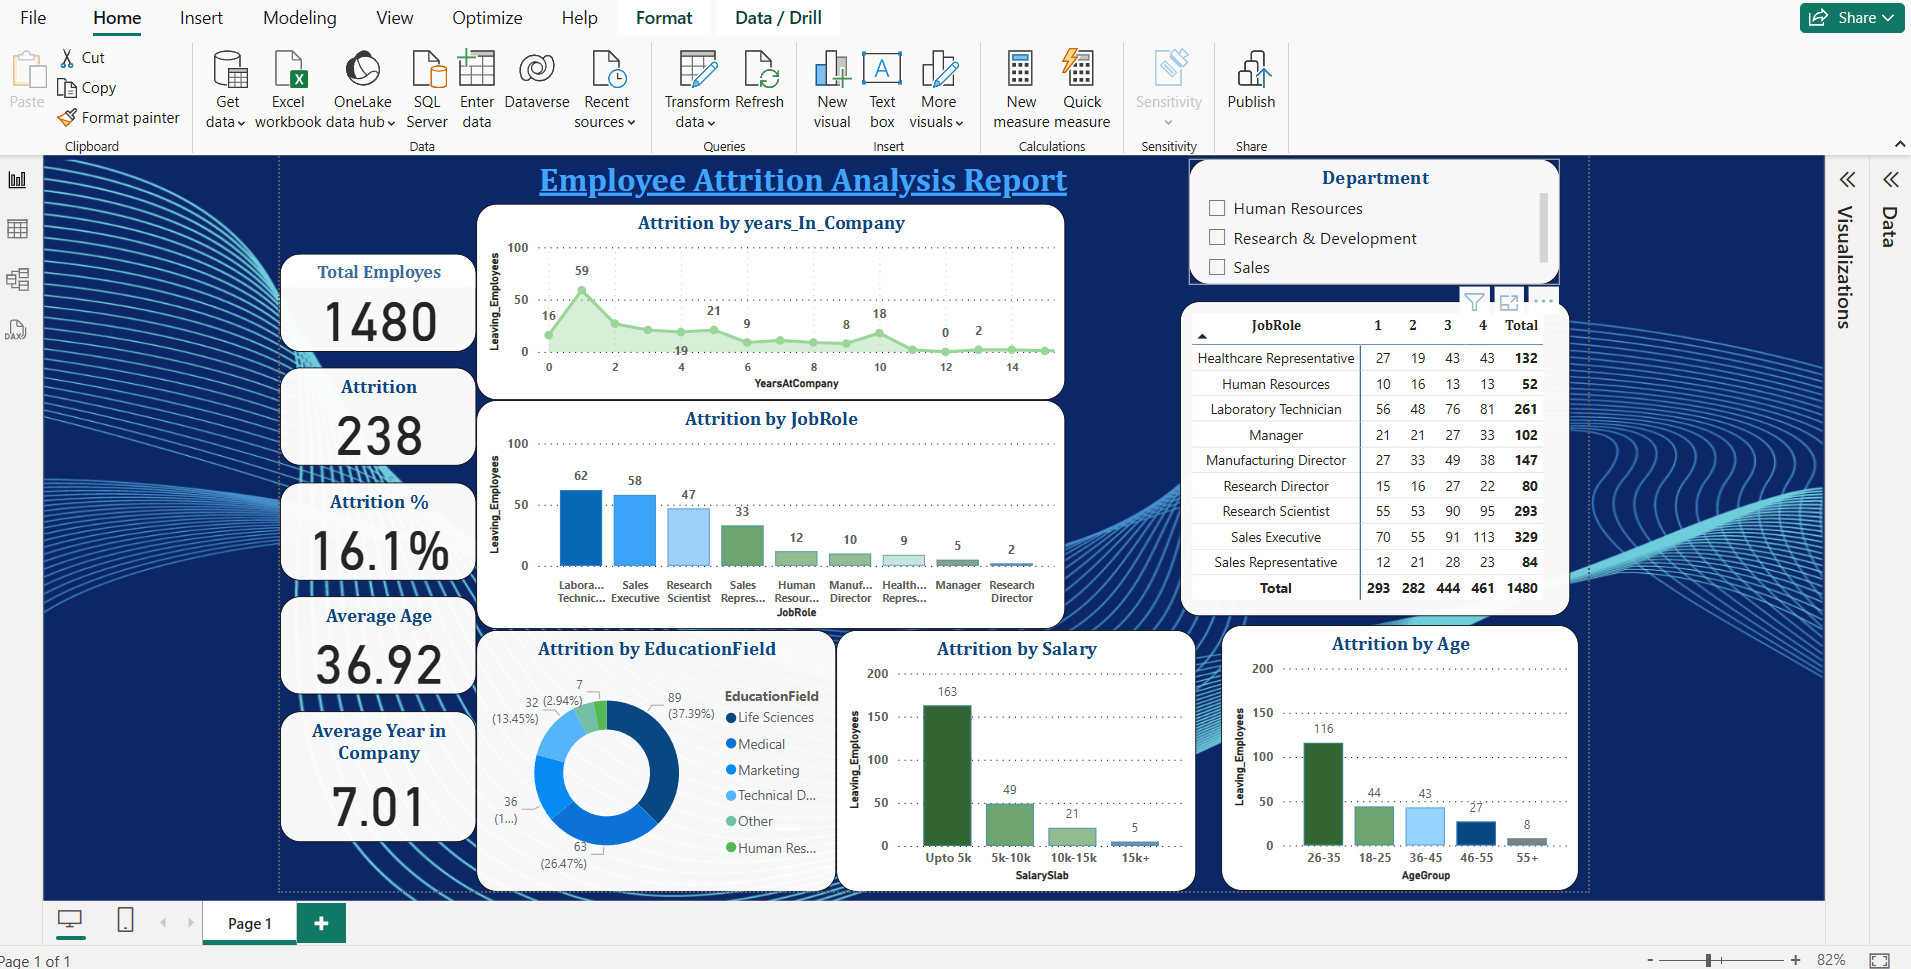 File Home Insert Modeling View Optimize Help Format Data / Drill Share
Paste
Cut
Copy
Format painter
Clipboard
Get data
Excel workbook
OneLake data hub
SQL Server
Enter data
Dataverse
Recent sources
Data
Transform data
Refresh
Queries
New visual
Text box
More visuals
Insert
New measure
Quick measure
Calculations
Sensitivity
Sensitivity
Publish
Share
DAX
Employee Attrition Analysis Report
Total Employes
1480
Attrition
238
Attrition %
16.1%
Average Age
36.92
Average Year in
Company
7.01
Attrition by years_In_Company
Leaving_Employees
100
50
0
16 59 19 21 9 8 18 0 2
0 2 4 6 8 10 12 14
YearsAtCompany
Attrition by JobRole
Leaving_Employees
100
50
0
62 58 47 33 12 10 9 5 2
Labora... Sales Research Sales Human Manuf... Health... Manager Research
Technic... Executive Scientist Repres... Resour... Director Repres... Director
JobRole
Attrition by EducationField
7
(2.94%)
32
(13.45%)
36
(1...)
63
(26.47%)
89
(37.39%)
EducationField
Life Sciences
Medical
Marketing
Technical D...
Other
Human Res...
Attrition by Salary
Leaving_Employees
200
150
100
50
0
163 49 21 5
Upto 5k 5k-10k 10k-15k 15k+
SalarySlab
Department
Human Resources
Research & Development
Sales
JobRole 1 2 3 4 Total
Healthcare Representative 27 19 43 43 132
Human Resources 10 16 13 13 52
Laboratory Technician 56 48 76 81 261
Manager 21 21 27 33 102
Manufacturing Director 27 33 49 38 147
Research Director 15 16 27 22 80
Research Scientist 55 53 90 95 293
Sales Executive 70 55 91 113 329
Sales Representative 12 21 28 23 84
Total 293 282 444 461 1480
Attrition by Age
Leaving_Employees
200
150
100
50
0
116 44 43 27 8
26-35 18-25 36-45 46-55 55+
AgeGroup
Visualizations
Data
Page 1
Page 1 of 1
- + 82%